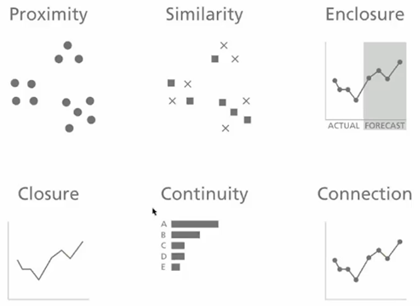 Proximity
Similarity
Enclosure
ACTUAL FORECAST
Closure
Continuity
Connection
A
B
C
D
E